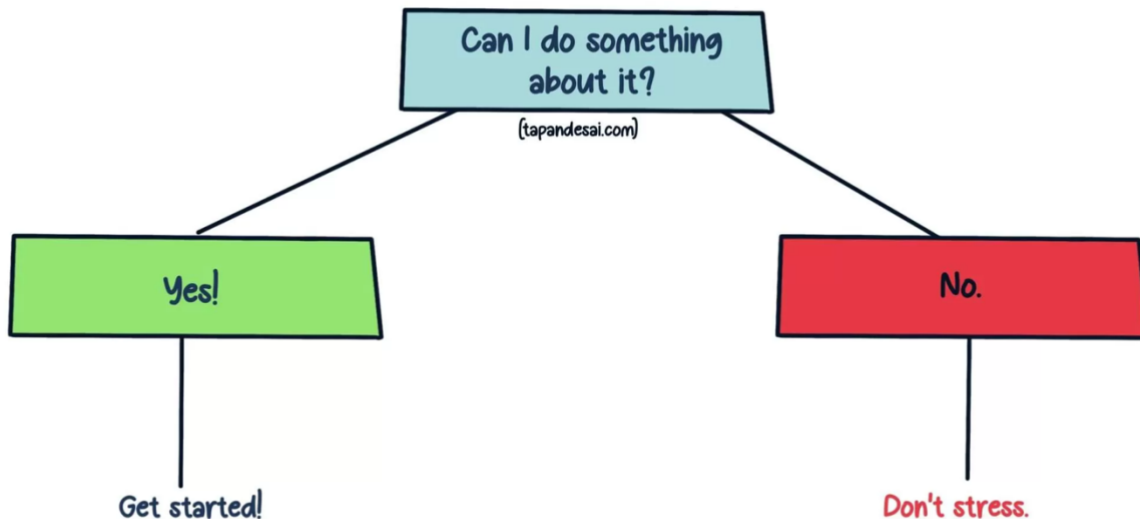 Can I do something
about it?
(tapandesai.com)
Yes!
No.
Get started!
Don't stress.